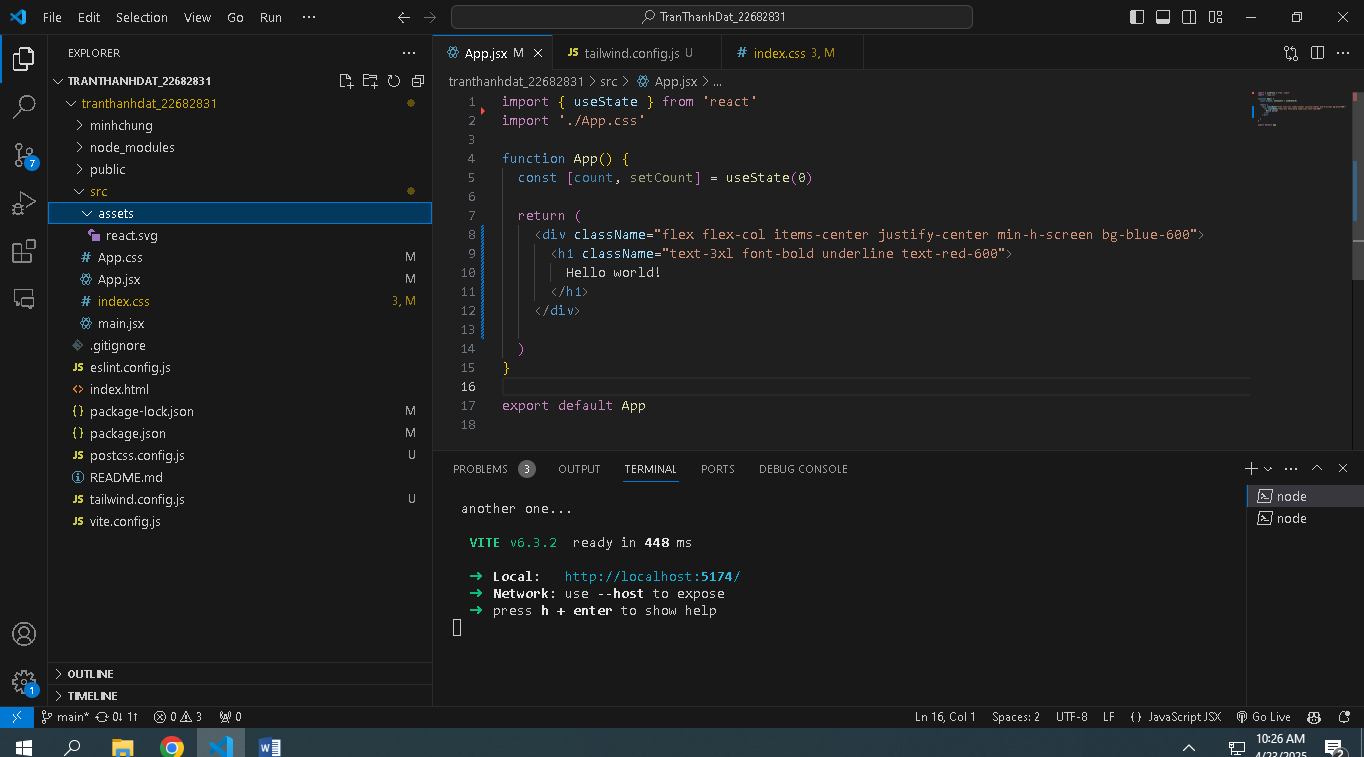 File Edit Selection View Go Run ··· TranThanhDat_22682831
EXPLORER ···
TRANTHANHDAT_22682831
tranthanhdat_22682831
minhchung
node_modules
public
src
assets
react.svg
# App.css M
App.jsx M
# index.css 3, M
main.jsx
.gitignore
JS eslint.config.js
<> index.html
{} package-lock.json M
{} package.json M
JS postcss.config.js U
README.md
JS tailwind.config.js U
JS vite.config.js
OUTLINE
TIMELINE
7
1
App.jsx M JS tailwind.config.js U # index.css 3, M
tranthanhdat_22682831 > src > App.jsx > ...
1 import { useState } from 'react'
2 import './App.css'
3
4 function App() {
5 const [count, setCount] = useState(0)
6
7 return (
8 <div className="flex flex-col items-center justify-center min-h-screen bg-blue-600">
9 <h1 className="text-3xl font-bold underline text-red-600">
10 Hello world!
11 </h1>
12 </div>
13
14 )
15 }
16
17 export default App
18
PROBLEMS 3 OUTPUT TERMINAL PORTS DEBUG CONSOLE
another one...
VITE v6.3.2 ready in 448 ms
➜ Local: http://localhost:5174/
➜ Network: use --host to expose
➜ press h + enter to show help
node
node
main* 0↓ 1↑ 0 3 0 Ln 16, Col 1 Spaces: 2 UTF-8 LF {} JavaScript JSX Go Live
10:26 AM
4/23/2025
2